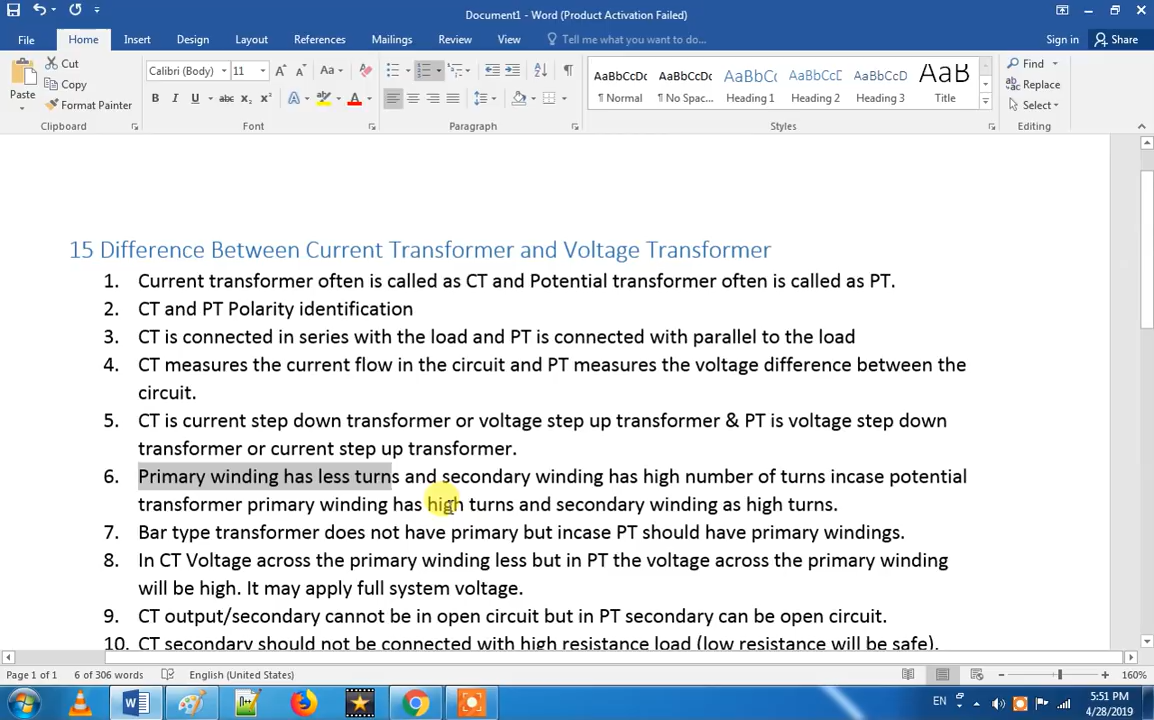 Document1 - Word (Product Activation Failed)
File Home Insert Design Layout References Mailings Review View Tell me what you want to do... Sign in Share
Paste Cut Copy Format Painter
Calibri (Body) 11
AaBbCcDc AaBbCcDc AaBbC AaBbCcD AaBbCcD AaB
¶ Normal ¶ No Spac... Heading 1 Heading 2 Heading 3 Title
Find
Replace
Select
Clipboard Font Paragraph Styles Editing
15 Difference Between Current Transformer and Voltage Transformer
1. Current transformer often is called as CT and Potential transformer often is called as PT.
2. CT and PT Polarity identification
3. CT is connected in series with the load and PT is connected with parallel to the load
4. CT measures the current flow in the circuit and PT measures the voltage difference between the
circuit.
5. CT is current step down transformer or voltage step up transformer & PT is voltage step down
transformer or current step up transformer.
6. Primary winding has less turns and secondary winding has high number of turns incase potential
transformer primary winding has high turns and secondary winding as high turns.
7. Bar type transformer does not have primary but incase PT should have primary windings.
8. In CT Voltage across the primary winding less but in PT the voltage across the primary winding
will be high. It may apply full system voltage.
9. CT output/secondary cannot be in open circuit but in PT secondary can be open circuit.
10. CT secondary should not be connected with high resistance load (low resistance will be safe).
Page 1 of 1 6 of 306 words English (United States) 160%
EN 5:51 PM
4/28/2019